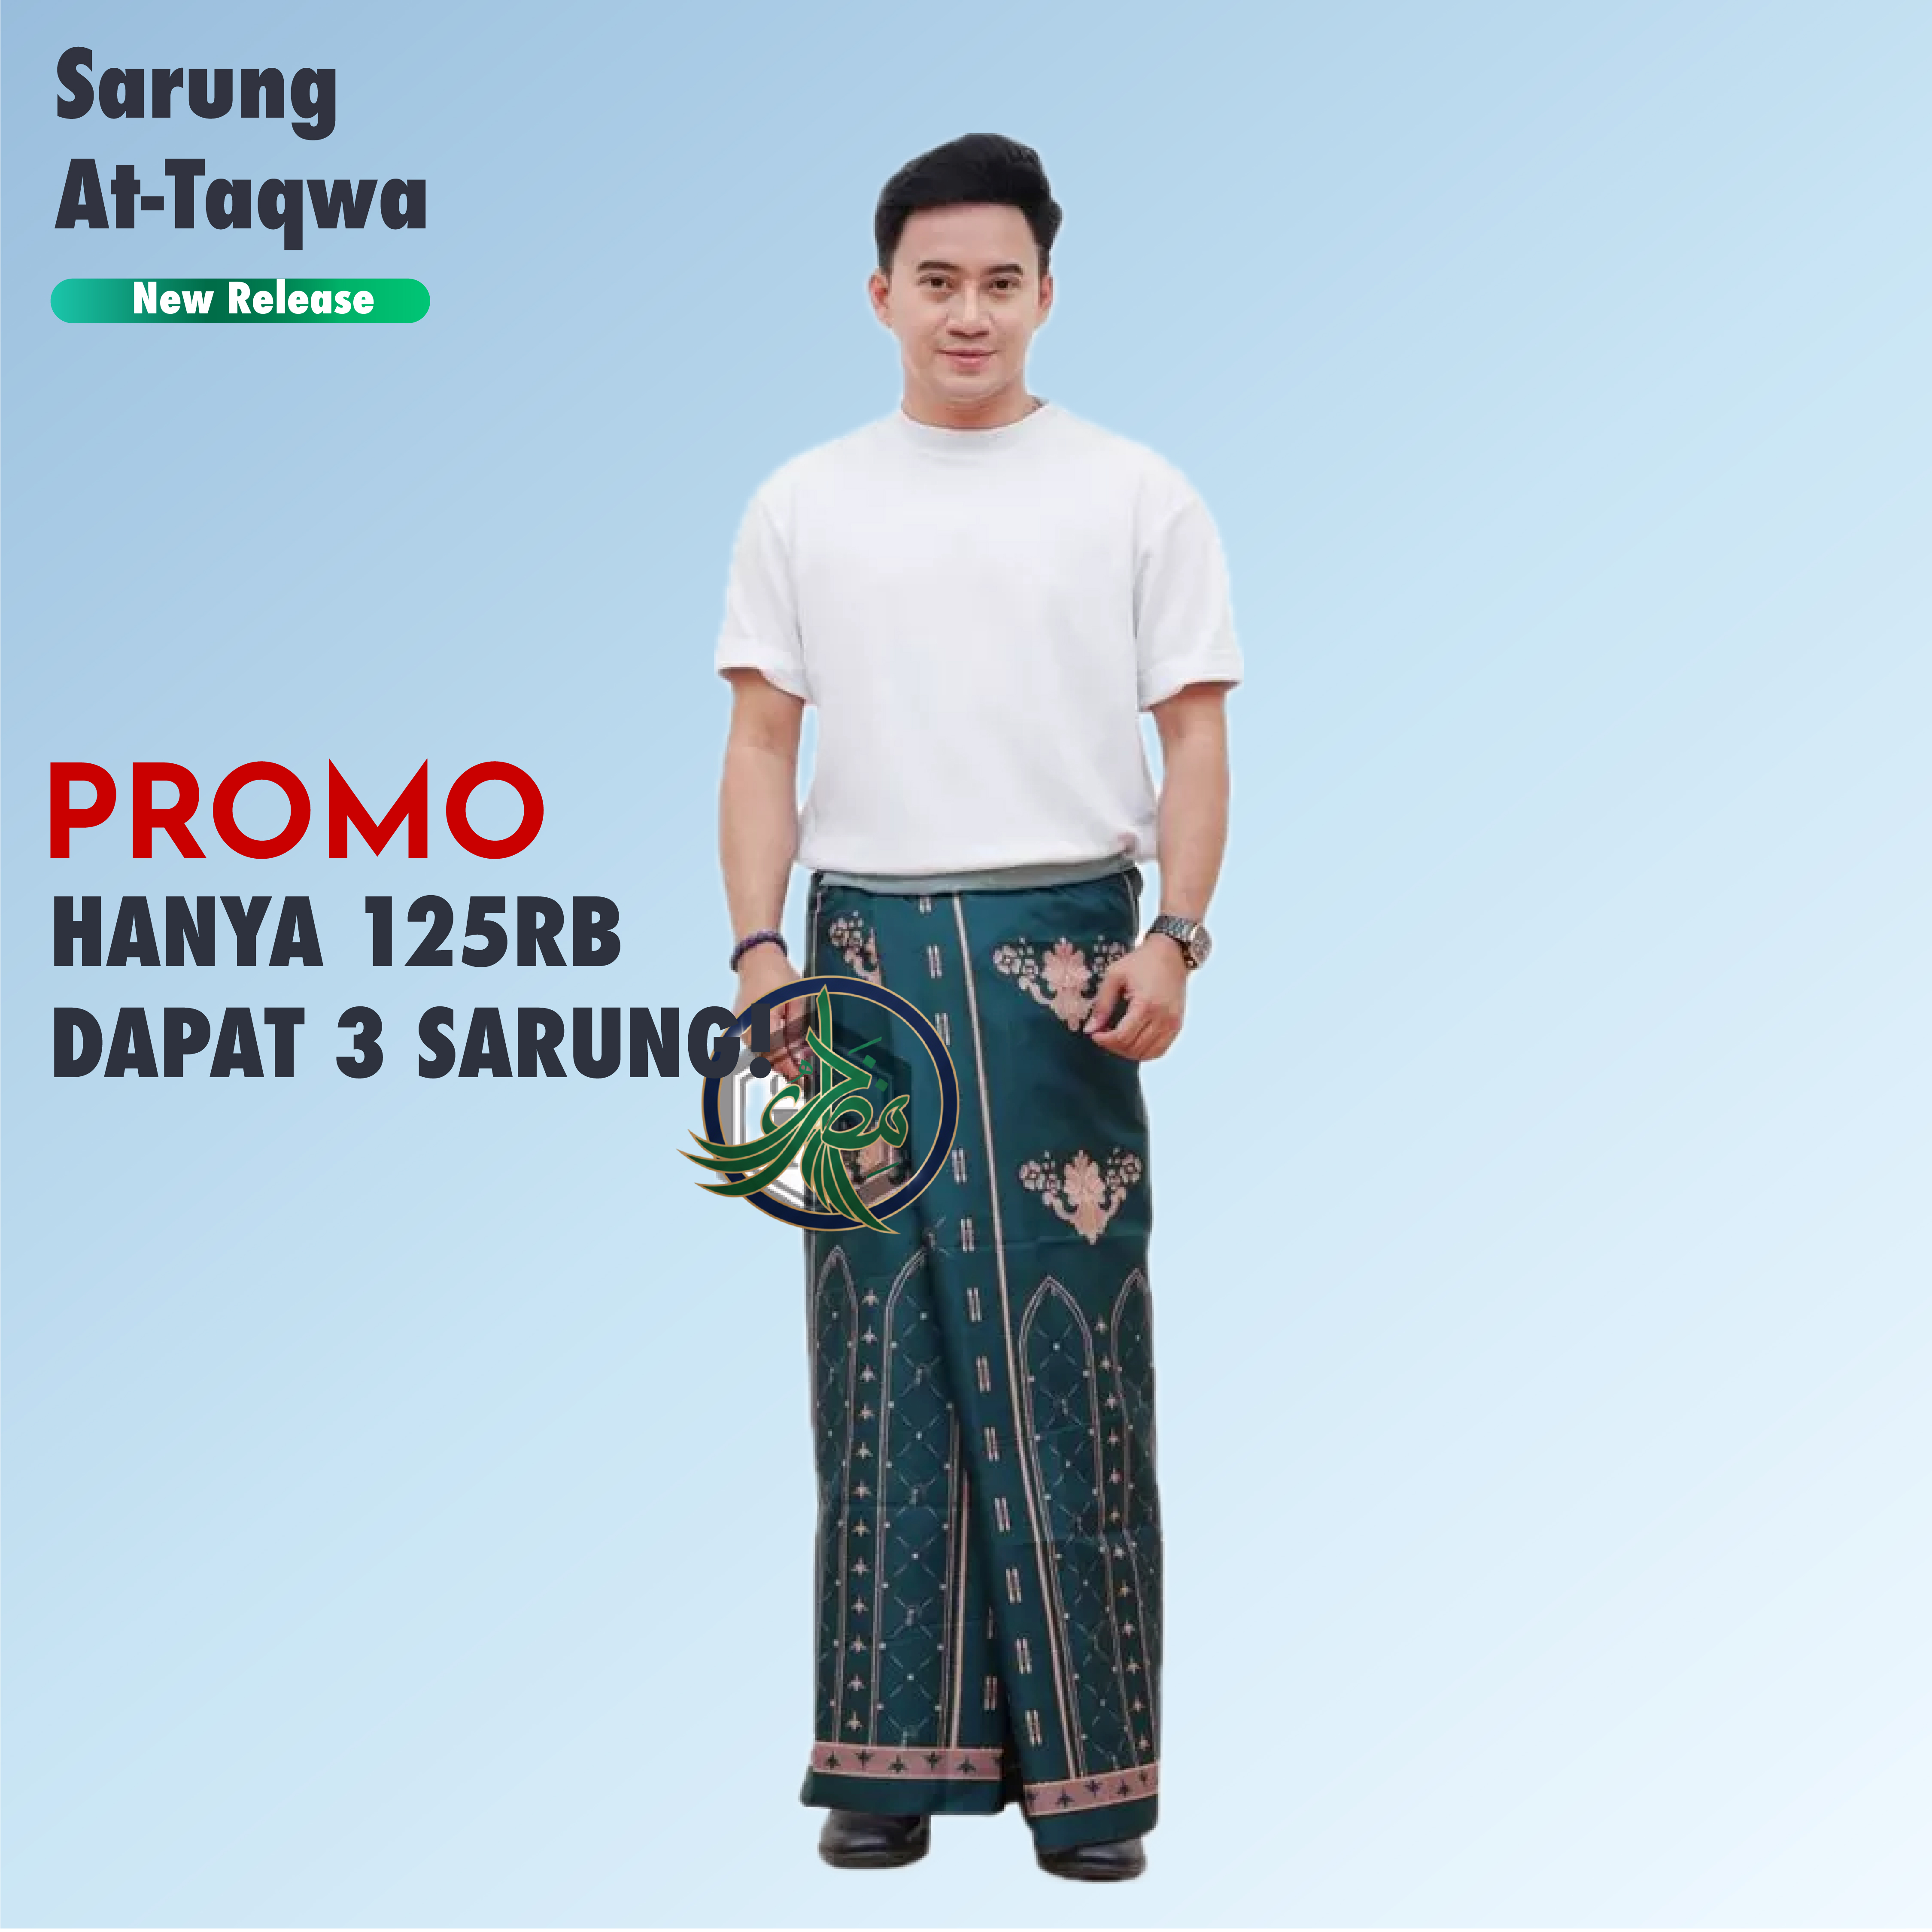 Sarung
At-Taqwa
New Release
PROMO
HANYA 125RB
DAPAT 3 SARUNG!